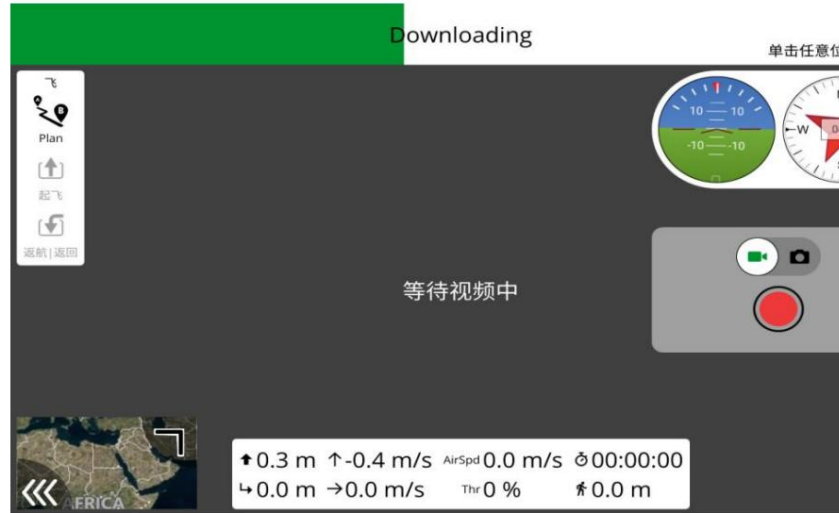 Downloading
单击任意位
飞
Plan
起飞
返航|返回
10 10
-10 -10
W
等待视频中
0.3 m -0.4 m/s AirSpd 0.0 m/s 00:00:00
0.0 m 0.0 m/s Thr 0 % 0.0 m
AFRICA